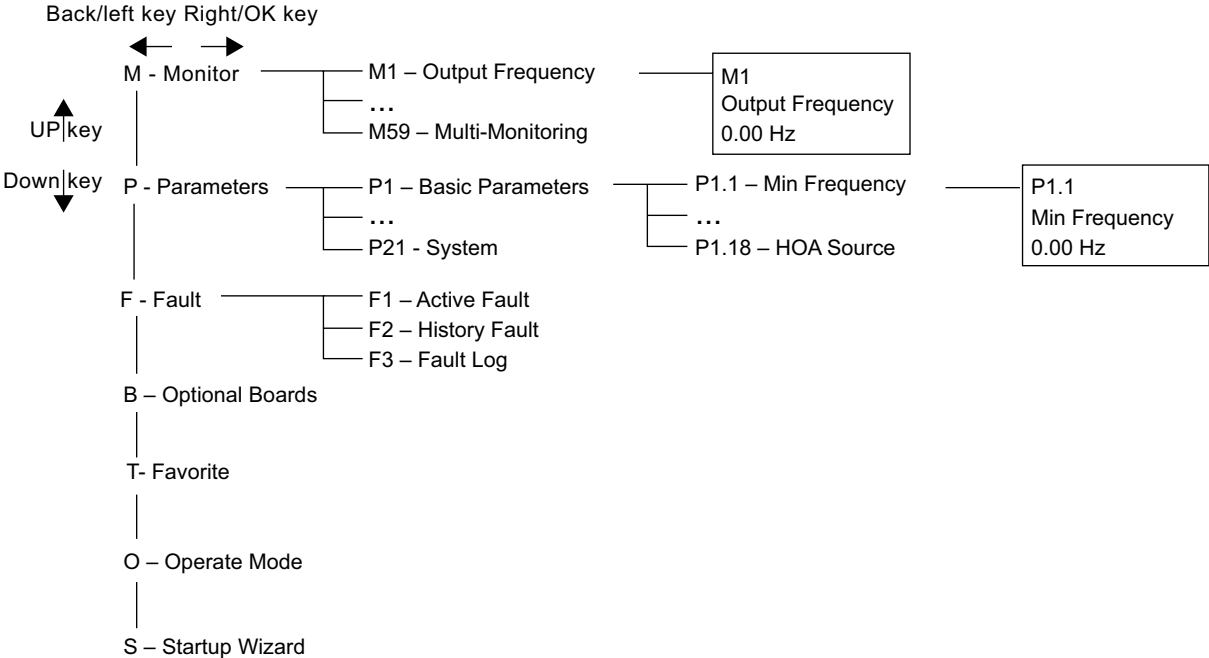 Back/left key Right/OK key
M - Monitor
M1 – Output Frequency
...
M59 – Multi-Monitoring
M1
Output Frequency
0.00 Hz
UP key
Down key
P - Parameters
P1 – Basic Parameters
...
P21 - System
P1.1 – Min Frequency
...
P1.18 – HOA Source
P1.1
Min Frequency
0.00 Hz
F - Fault
F1 – Active Fault
F2 – History Fault
F3 – Fault Log
B – Optional Boards
T- Favorite
O – Operate Mode
S – Startup Wizard